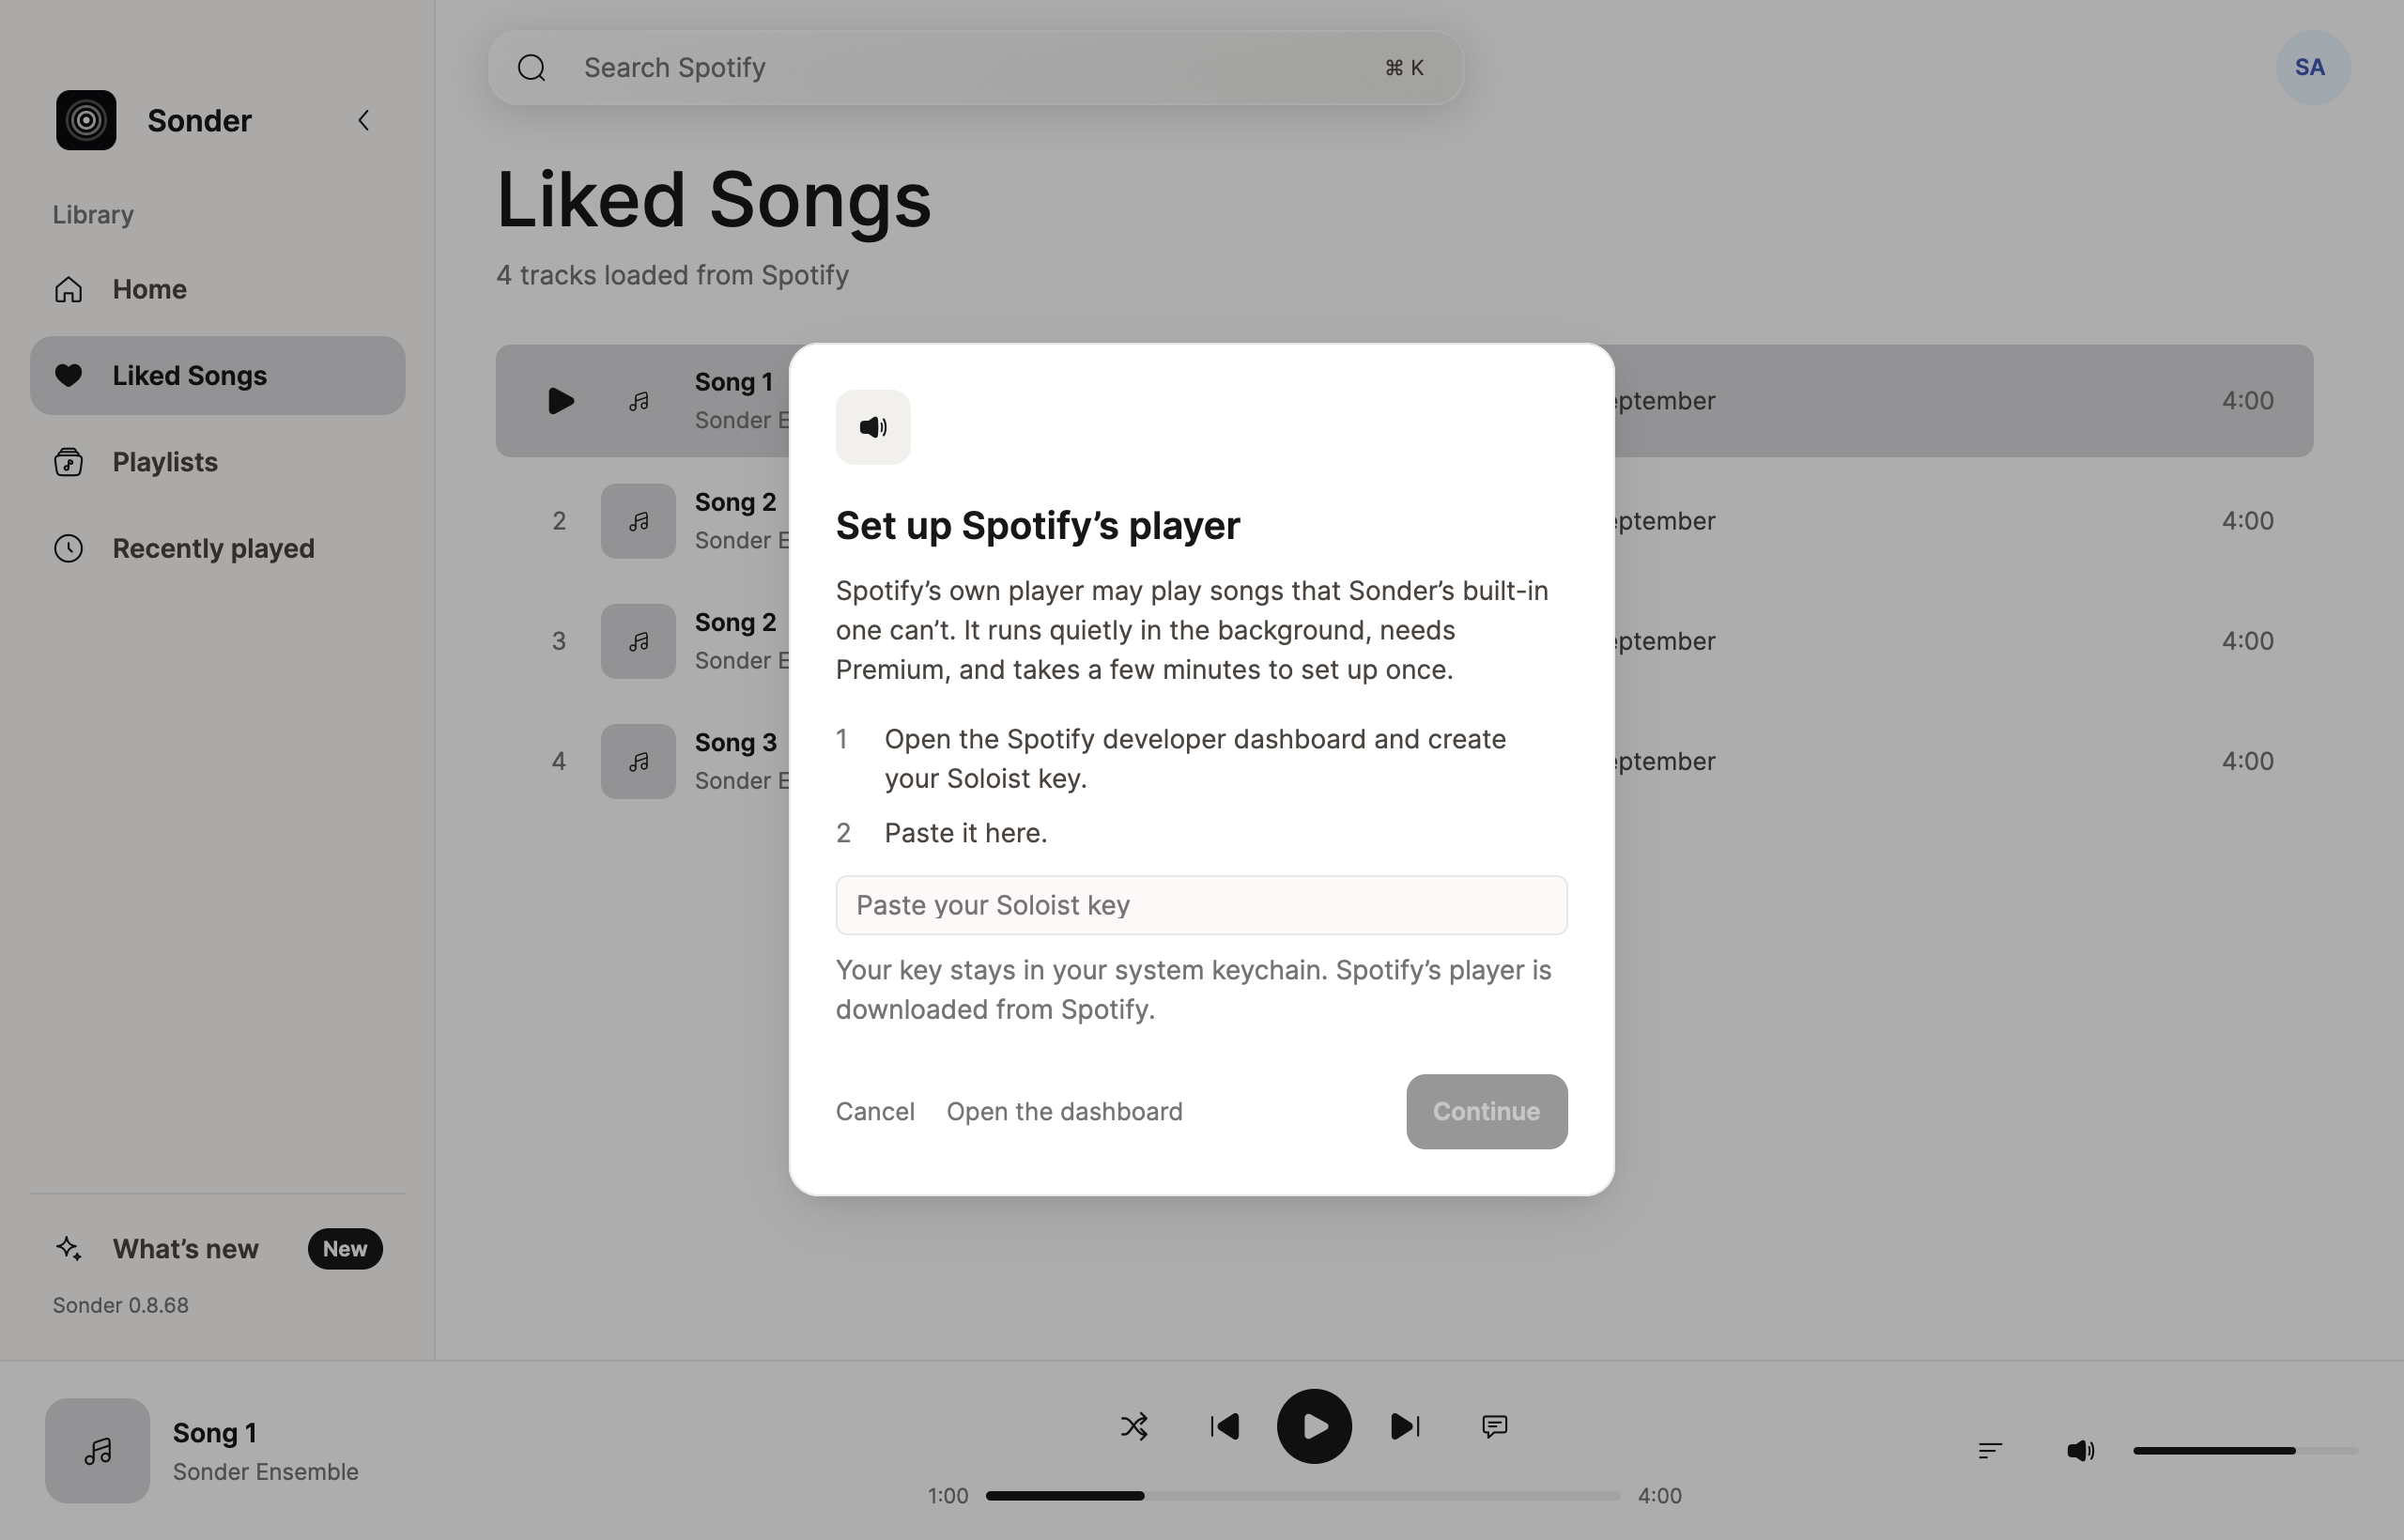 Search Spotify
⌘ K
SA
Sonder
Library
Home
Liked Songs
Playlists
Recently played
What's new
New
Sonder 0.8.68
Liked Songs
4 tracks loaded from Spotify
Song 1
Sonder E
eptember
4:00
2
Song 2
Sonder E
eptember
4:00
3
Song 2
Sonder E
eptember
4:00
4
Song 3
Sonder E
eptember
4:00
Set up Spotify’s player
Spotify’s own player may play songs that Sonder’s built-in
one can’t. It runs quietly in the background, needs
Premium, and takes a few minutes to set up once.
1 Open the Spotify developer dashboard and create
your Soloist key.
2 Paste it here.
Paste your Soloist key
Your key stays in your system keychain. Spotify’s player is
downloaded from Spotify.
Cancel
Open the dashboard
Continue
Song 1
Sonder Ensemble
1:00
4:00